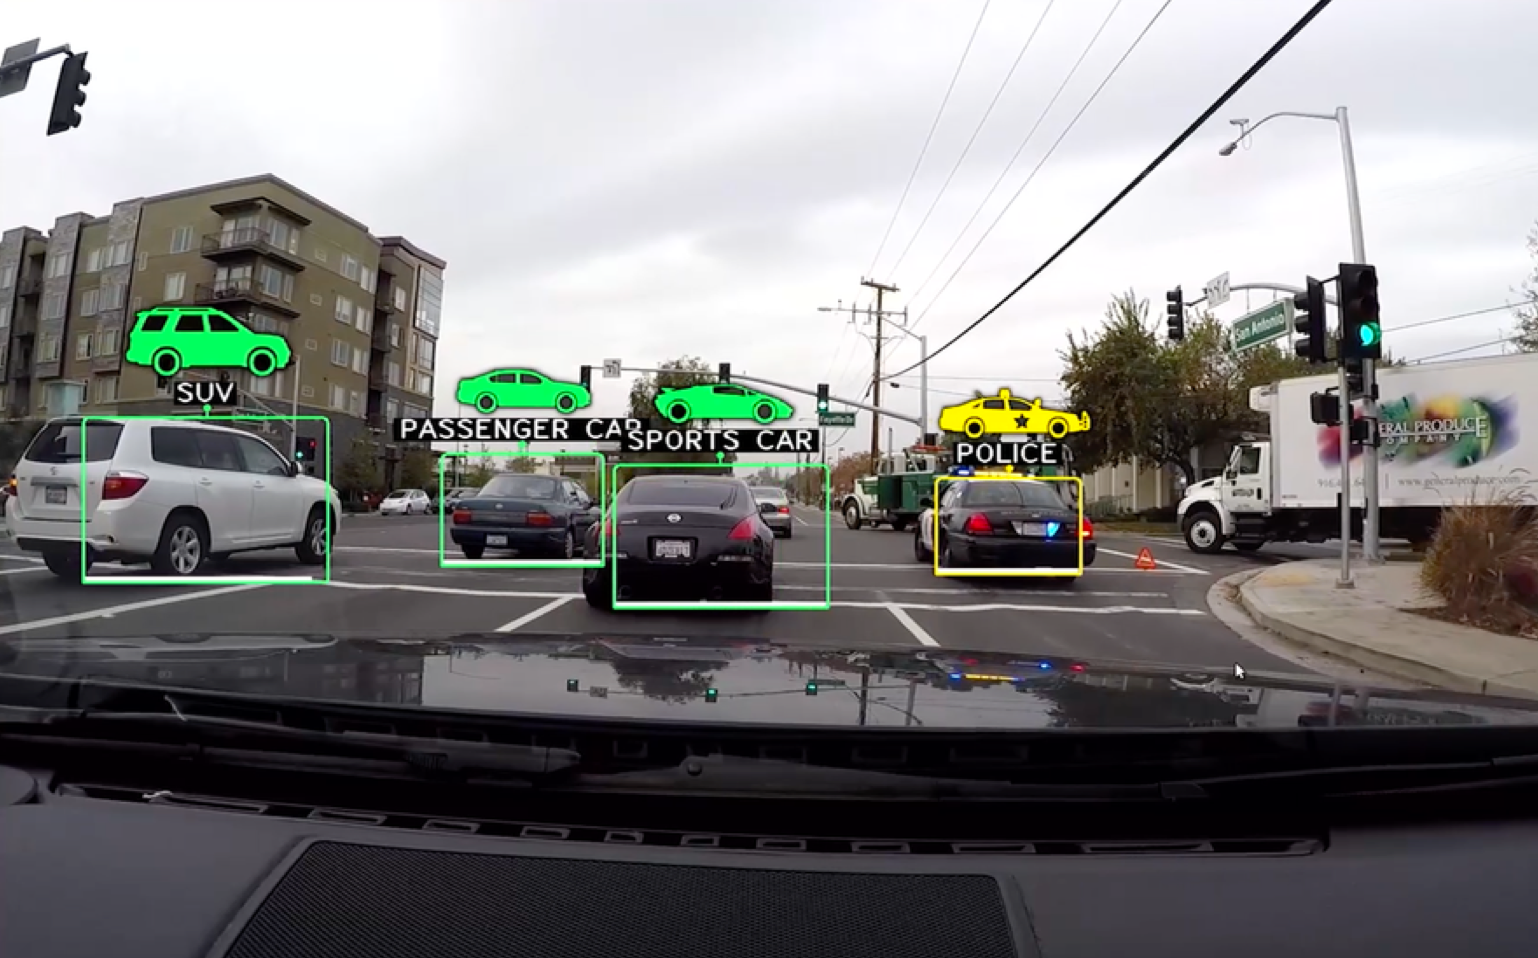 San Antonio
SUV
PASSENGER CAR
SPORTS CAR
POLICE
ERAL PRODUCE
OMPANY
www.generalproduce.com